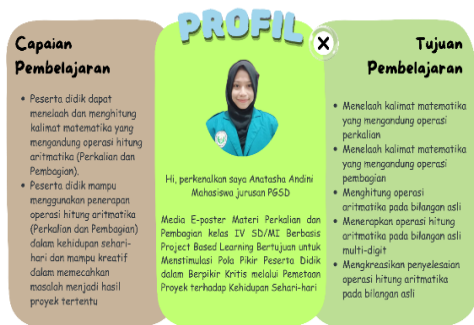 PROFIL
X
Capaian
Pembelajaran
Peserta didik dapat
menelaah dan menghitung
kalimat matematika yang
mengandung operasi hitung
aritmatika (Perkalian dan
Pembagian).
Peserta didik mampu
menggunakan penerapan
operasi hitung aritmatika
(Perkalian dan Pembagian)
dalam kehidupan sehari-
hari dan mampu kreatif
dalam memecahkan
masalah menjadi hasil
proyek tertentu
Hi, perkenalkan saya Anatasha Andini
Mahasiswa jurusan PGSD
Media E-poster Materi Perkalian dan
Pembagian kelas IV SD/MI Berbasis
Project Based Learning Bertujuan untuk
Menstimulasi Pola Pikir Peserta Didik
dalam Berpikir Kritis melalui Pemetaan
Proyek terhadap Kehidupan Sehari-hari
Tujuan
Pembelajaran
Menelaah kalimat matematika
yang mengandung operasi
perkalian
Menelaah kalimat matematika
yang mengandung operasi
pembagian
Menghitung operasi
aritmatika pada bilangan asli
Menerapkan operasi hitung
aritmatika pada bilangan asli
multi-digit
Mengkreasikan penyelesaian
operasi hitung aritmatika
pada bilangan asli